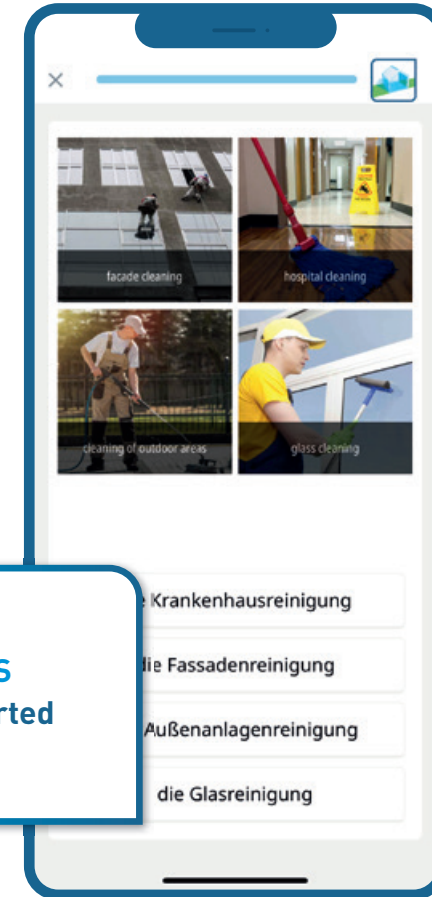 facade cleaning
hospital cleaning
cleaning of outdoor areas
glass cleaning
e Krankenhausreinigung
die Fassadenreinigung
Außenanlagenreinigung
S
rted
die Glasreinigung